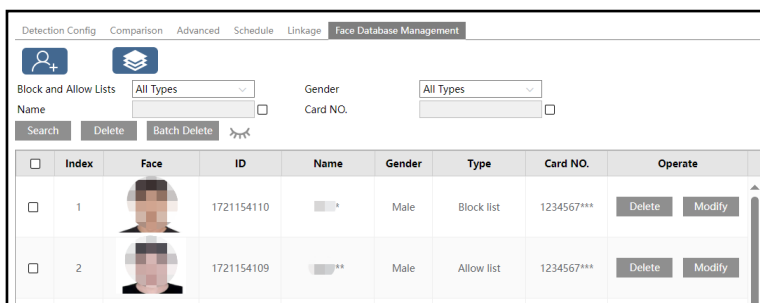 Detection Config Comparison Advanced Schedule Linkage Face Database Management
Block and Allow Lists All Types Gender All Types
Name Card NO.
Search Delete Batch Delete
Index Face ID Name Gender Type Card NO. Operate
1 1721154110 * Male Block list 1234567*** Delete Modify
2 1721154109 ** Male Allow list 1234567*** Delete Modify